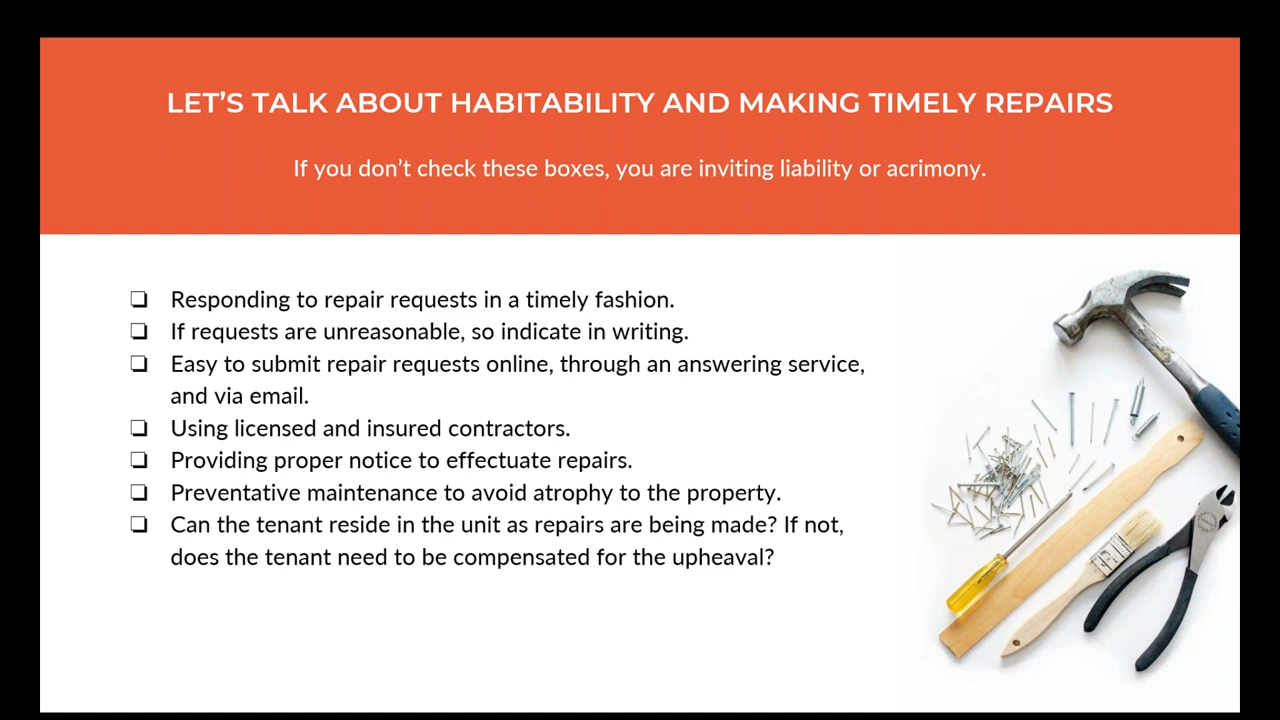 LET’S TALK ABOUT HABITABILITY AND MAKING TIMELY REPAIRS
If you don’t check these boxes, you are inviting liability or acrimony.
❏ Responding to repair requests in a timely fashion.
❏ If requests are unreasonable, so indicate in writing.
❏ Easy to submit repair requests online, through an answering service,
and via email.
❏ Using licensed and insured contractors.
❏ Providing proper notice to effectuate repairs.
❏ Preventative maintenance to avoid atrophy to the property.
❏ Can the tenant reside in the unit as repairs are being made? If not,
does the tenant need to be compensated for the upheaval?